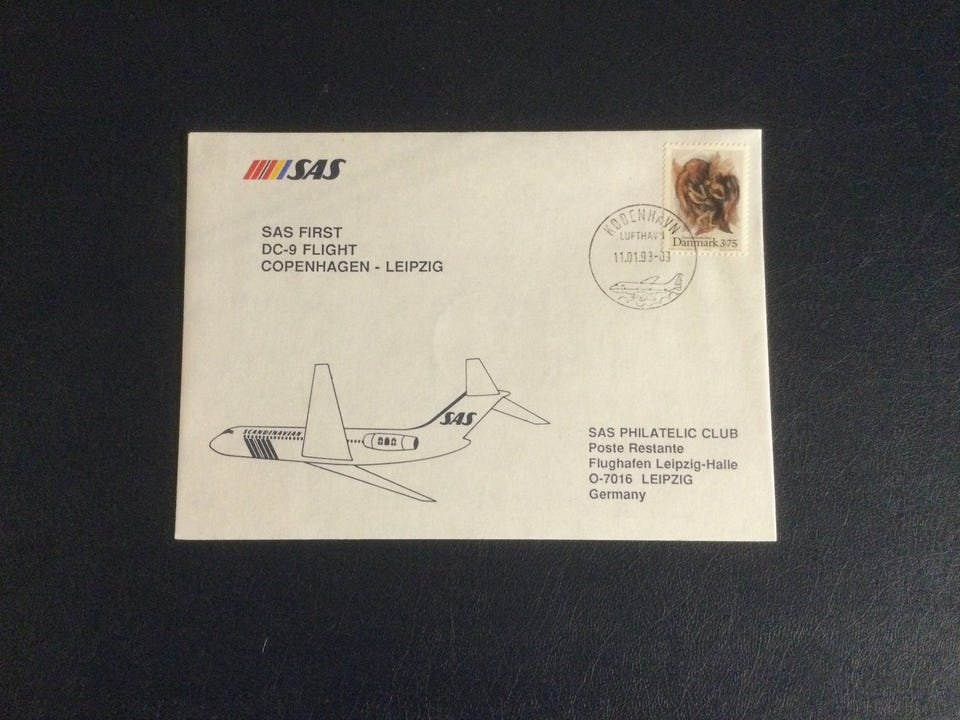 SAS
SAS FIRST
DC-9 FLIGHT
COPENHAGEN - LEIPZIG
KØBENHAVN
LUFTHAVN
11.01.93-
Danmark 3.75
SCANDINAVIAN
SAS
SAS PHILATELIC CLUB
Poste Restante
Flughafen Leipzig-Halle
O-7016 LEIPZIG
Germany